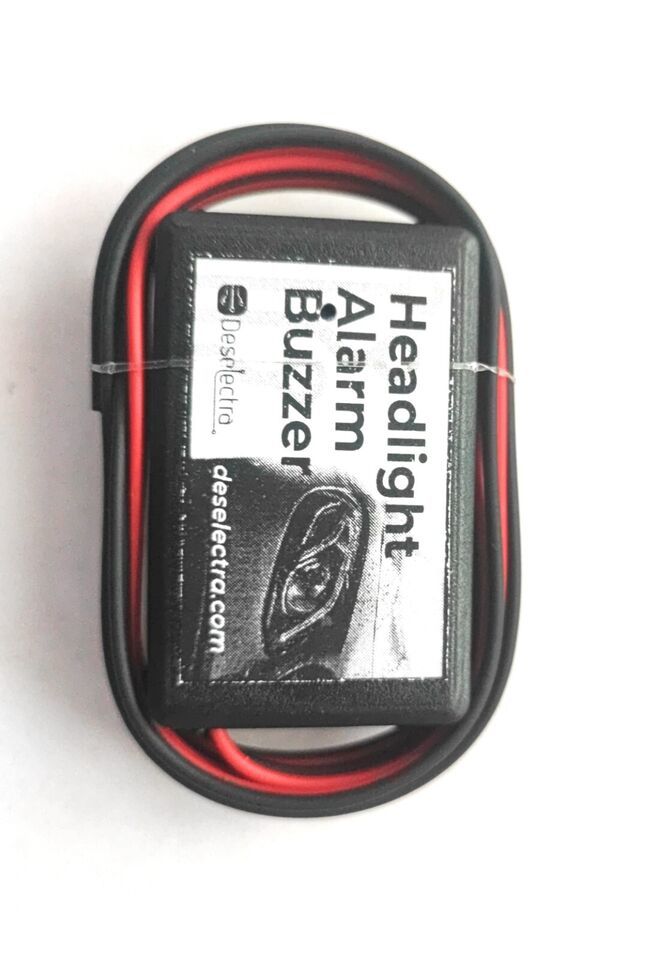 Headlight
Alarm
Buzzer
Deselectra
deselectra.com